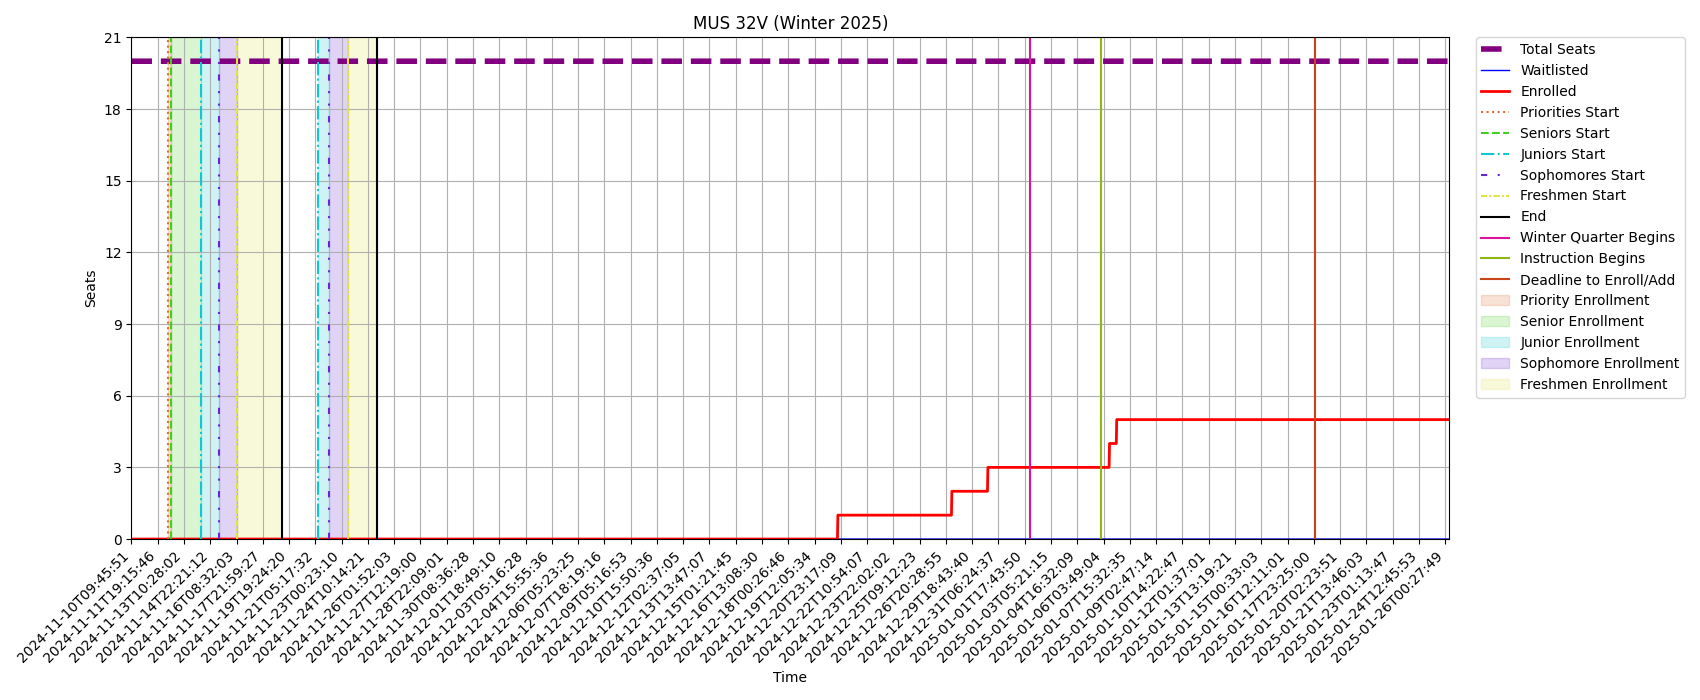 MUS 32V (Winter 2025)
21
18
15
12
9
6
3
0
Seats
2024-11-10T09:45:51
2024-11-11T19:15:46
2024-11-13T10:28:02
2024-11-14T22:21:12
2024-11-16T08:32:03
2024-11-17T21:59:27
2024-11-19T19:24:20
2024-11-21T05:17:32
2024-11-23T00:23:10
2024-11-24T10:14:21
2024-11-26T01:52:03
2024-11-27T12:19:00
2024-11-28T22:09:01
2024-11-30T08:36:28
2024-12-01T18:49:10
2024-12-03T05:16:28
2024-12-04T15:55:36
2024-12-06T05:23:25
2024-12-07T18:19:16
2024-12-09T05:16:53
2024-12-10T15:50:36
2024-12-12T02:37:05
2024-12-13T13:47:07
2024-12-15T01:21:45
2024-12-16T13:08:30
2024-12-18T00:26:46
2024-12-19T12:05:34
2024-12-20T23:17:09
2024-12-22T10:54:07
2024-12-23T22:02:02
2024-12-25T09:12:23
2024-12-26T20:28:55
2024-12-29T18:43:40
2024-12-31T06:24:37
2025-01-01T17:43:50
2025-01-03T05:21:15
2025-01-04T16:32:09
2025-01-06T03:49:04
2025-01-07T15:32:35
2025-01-09T02:47:14
2025-01-10T14:22:47
2025-01-12T01:37:01
2025-01-13T13:19:21
2025-01-15T00:33:03
2025-01-16T12:11:01
2025-01-17T23:25:00
2025-01-20T02:23:51
2025-01-21T13:46:03
2025-01-23T01:13:47
2025-01-24T12:45:53
2025-01-26T00:27:49
Time
Total Seats
Waitlisted
Enrolled
Priorities Start
Seniors Start
Juniors Start
Sophomores Start
Freshmen Start
End
Winter Quarter Begins
Instruction Begins
Deadline to Enroll/Add
Priority Enrollment
Senior Enrollment
Junior Enrollment
Sophomore Enrollment
Freshmen Enrollment